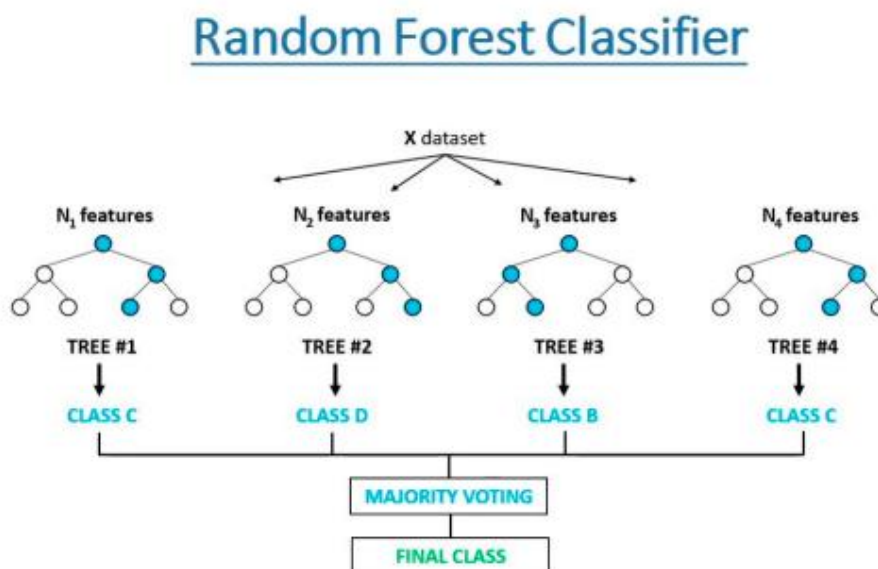 Random Forest Classifier
X dataset
N₁ features N₂ features N₃ features N₄ features
TREE #1 TREE #2 TREE #3 TREE #4
CLASS C CLASS D CLASS B CLASS C
MAJORITY VOTING
FINAL CLASS